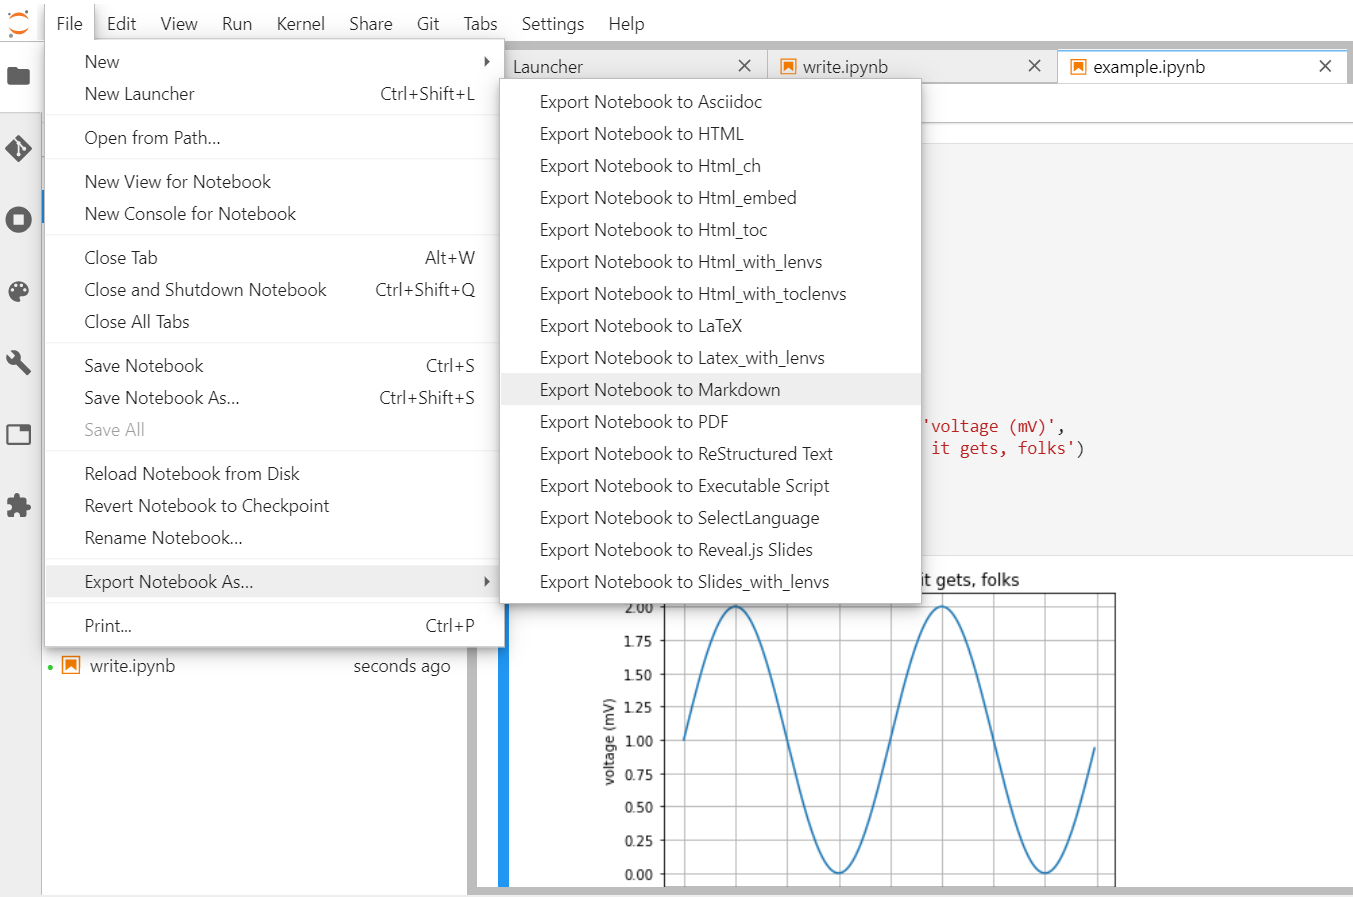 File Edit View Run Kernel Share Git Tabs Settings Help
Launcher write.ipynb example.ipynb
New
New Launcher Ctrl+Shift+L
Open from Path...
New View for Notebook
New Console for Notebook
Close Tab Alt+W
Close and Shutdown Notebook Ctrl+Shift+Q
Close All Tabs
Save Notebook Ctrl+S
Save Notebook As... Ctrl+Shift+S
Save All
Reload Notebook from Disk
Revert Notebook to Checkpoint
Rename Notebook...
Export Notebook As...
Print... Ctrl+P
Export Notebook to Asciidoc
Export Notebook to HTML
Export Notebook to Html_ch
Export Notebook to Html_embed
Export Notebook to Html_toc
Export Notebook to Html_with_lenvs
Export Notebook to Html_with_toclenvs
Export Notebook to LaTeX
Export Notebook to Latex_with_lenvs
Export Notebook to Markdown
Export Notebook to PDF
Export Notebook to ReStructured Text
Export Notebook to Executable Script
Export Notebook to SelectLanguage
Export Notebook to Reveal.js Slides
Export Notebook to Slides_with_lenvs
'voltage (mV)',
it gets, folks')
write.ipynb seconds ago
it gets, folks
voltage (mV)
2.00
1.75
1.50
1.25
1.00
0.75
0.50
0.25
0.00